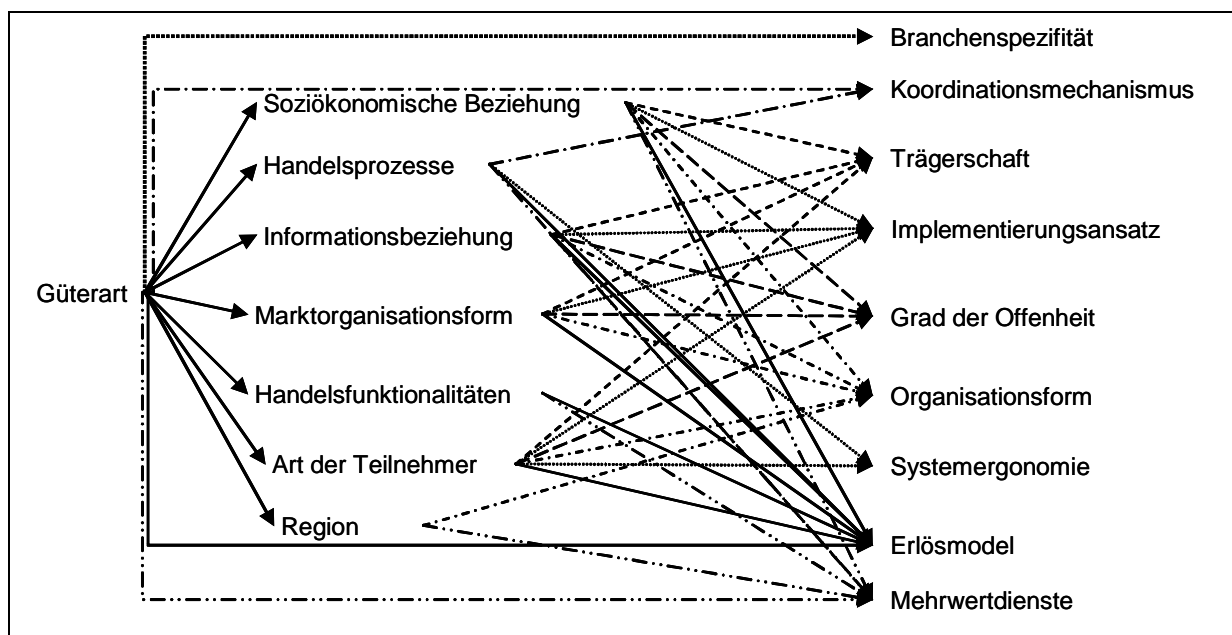 Branchenspezifität
Koordinationsmechanismus
Soziökonomische Beziehung
Trägerschaft
Handelsprozesse
Implementierungsansatz
Informationsbeziehung
Güterart
Marktorganisationsform
Grad der Offenheit
Handelsfunktionalitäten
Organisationsform
Art der Teilnehmer
Systemergonomie
Region
Erlösmodel
Mehrwertdienste